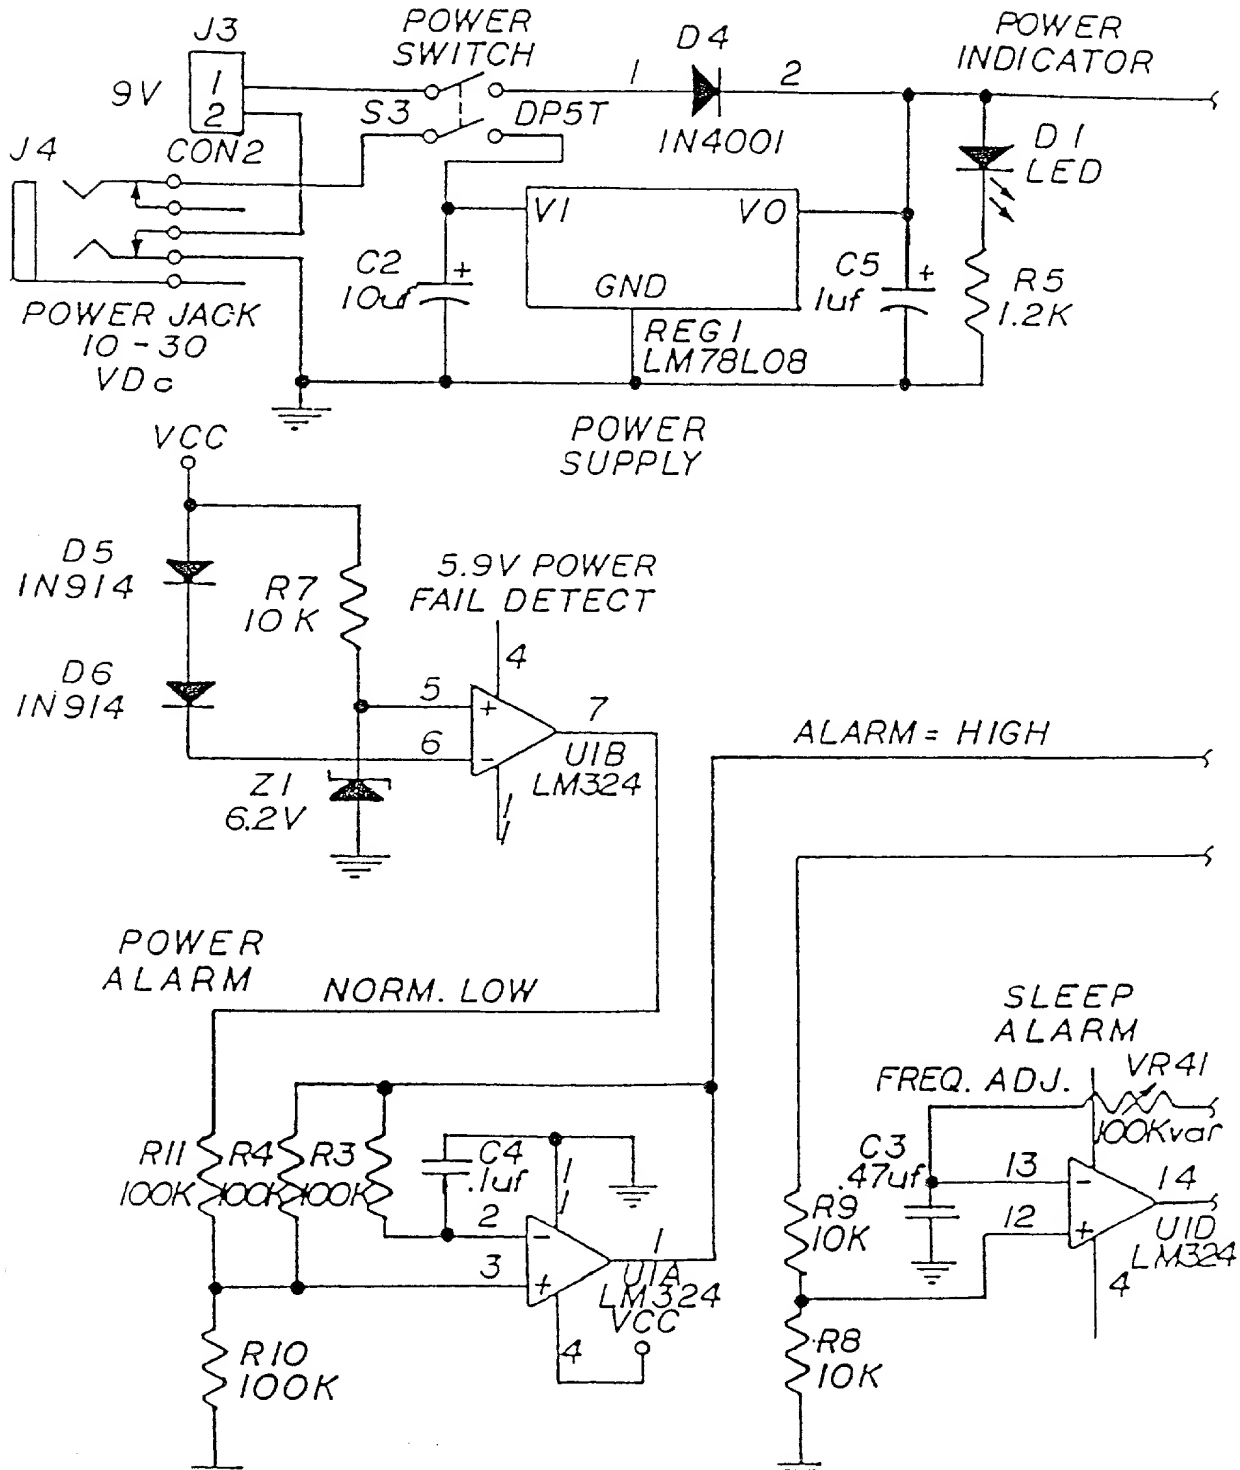 J3
1
2
9V
CON2
J4
POWER JACK
10-30
VDc
POWER
SWITCH
S3
DP5T
D4
1
2
1N4001
POWER
INDICATOR
D1
LED
VI
VO
GND
C2
10uf
+
REG1
LM78L08
C5
1uf
+
R5
1.2K
POWER
SUPPLY
VCC
D5
1N914
D6
1N914
R7
10K
5.9V POWER
FAIL DETECT
4
5
+
6
-
7
U1B
LM324
11
Z1
6.2V
ALARM = HIGH
POWER
ALARM
NORM. LOW
R11
100K
R4
100K
R3
100K
C4
.1uf
11
2
-
3
+
1
U1A
LM324
VCC
4
R10
100K
SLEEP
ALARM
FREQ. ADJ.
VR41
100Kvar
C3
.47uf
13
-
12
+
14
U1D
LM324
4
R9
10K
R8
10K